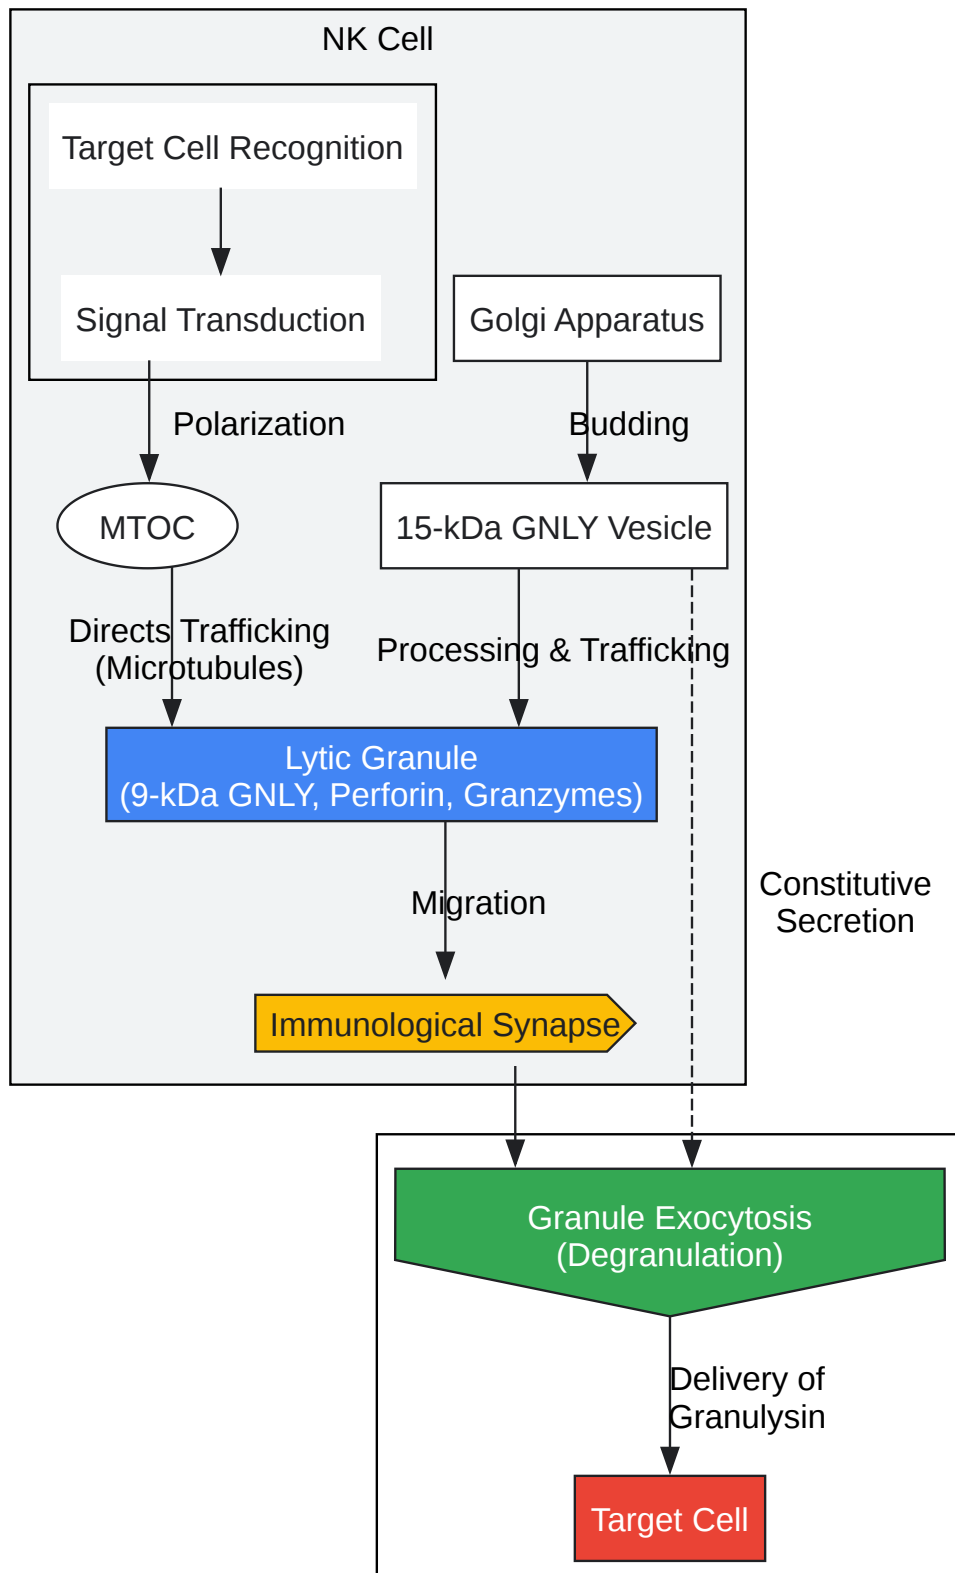 NK Cell
Target Cell Recognition
Signal Transduction
Golgi Apparatus
Polarization
Budding
MTOC
15-kDa GNLY Vesicle
Directs Trafficking
(Microtubules)
Processing & Trafficking
Lytic Granule
(9-kDa GNLY, Perforin, Granzymes)
Migration
Constitutive
Secretion
Immunological Synapse
Granule Exocytosis
(Degranulation)
Delivery of
Granulysin
Target Cell